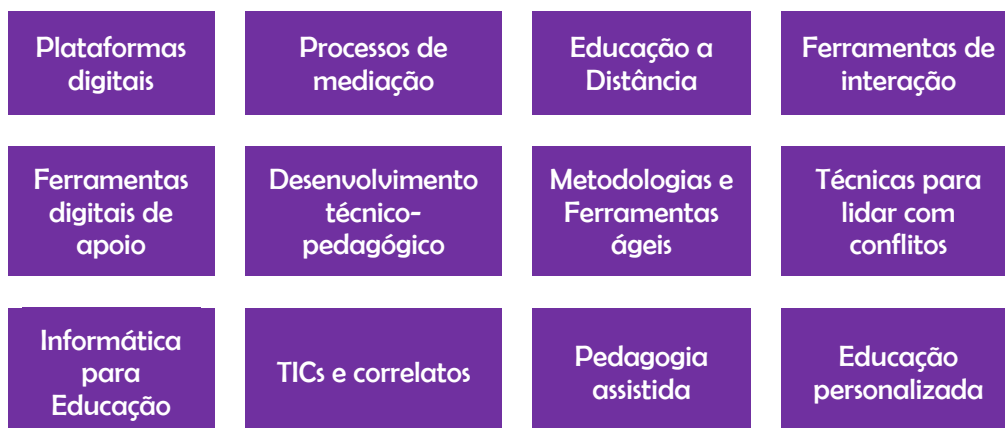 Plataformas
digitais
Processos de
mediação
Educação a
Distância
Ferramentas de
interação
Ferramentas
digitais de
apoio
Desenvolvimento
técnico-
pedagógico
Metodologias e
Ferramentas
ágeis
Técnicas para
lidar com
conflitos
Informática
para
Educação
TICs e correlatos
Pedagogia
assistida
Educação
personalizada